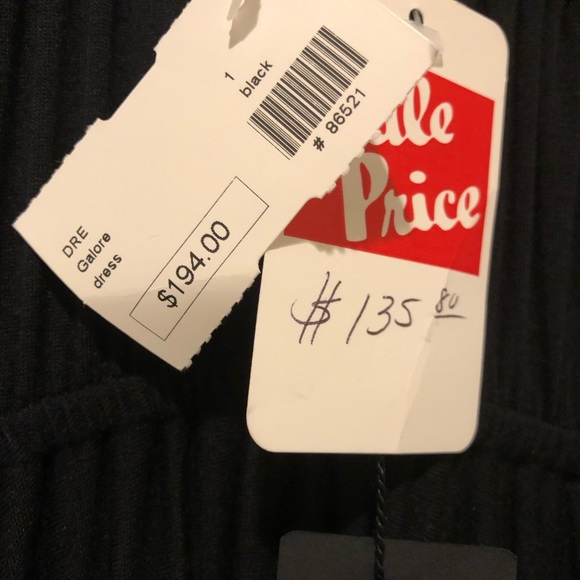 1
black
# 86521
DRE
Galore
dress
$194.00
Price
$135 80